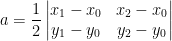 $a = \frac{1}{2} \begin{vmatrix} x_1 - x_0 & x_2 - x_0 \\ y_1 - y_0 & y_2 - y_0 \end{vmatrix}$